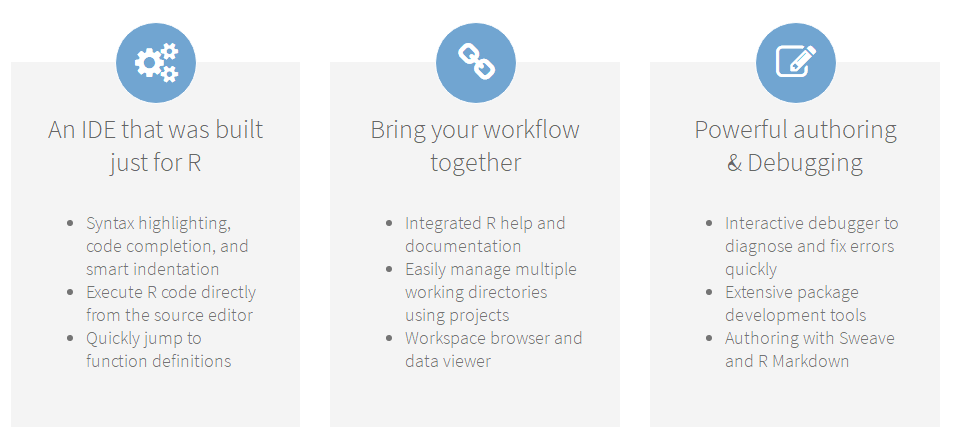 An IDE that was built
just for R
Syntax highlighting,
code completion, and
smart indentation
Execute R code directly
from the source editor
Quickly jump to
function definitions
Bring your workflow
together
Integrated R help and
documentation
Easily manage multiple
working directories
using projects
Workspace browser and
data viewer
Powerful authoring
& Debugging
Interactive debugger to
diagnose and fix errors
quickly
Extensive package
development tools
Authoring with Sweave
and R Markdown